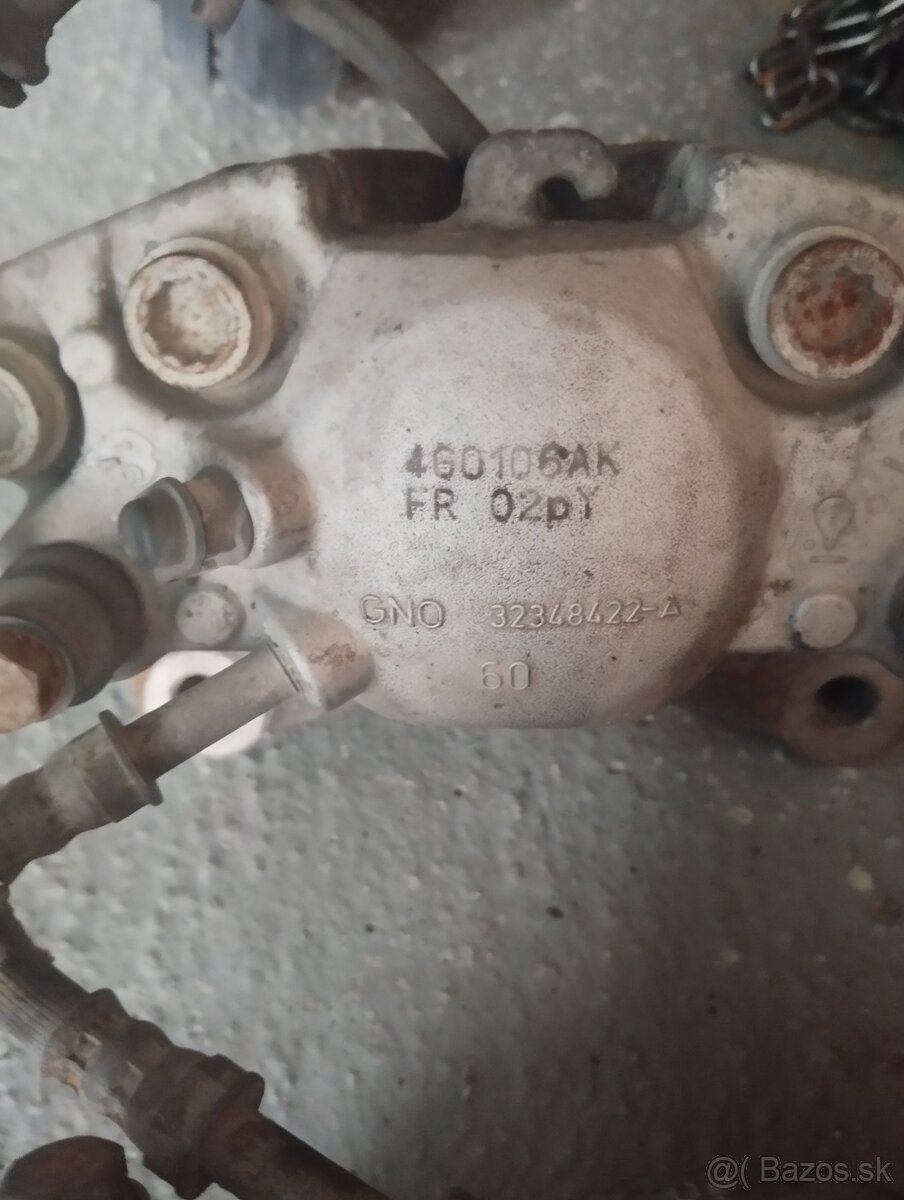 4G0106AK
FR 02pY
GNO 32348422-A
60
@( Bazos.sk